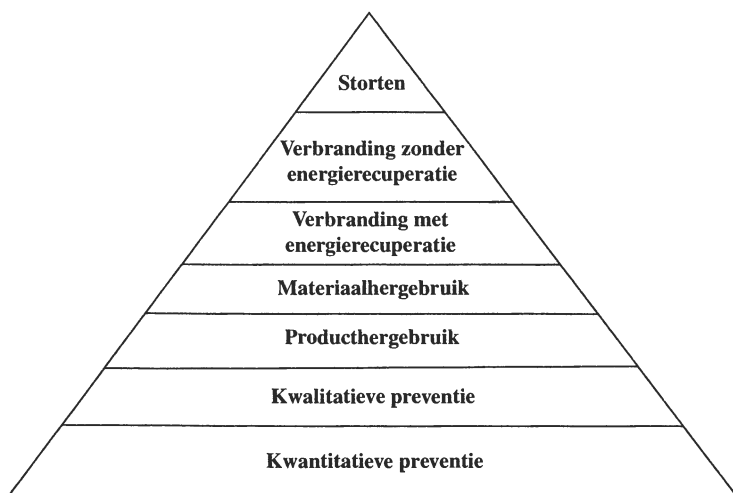 Storten
Verbranding zonder
energierecuperatie
Verbranding met
energierecuperatie
Materiaalhergebruik
Producthergebruik
Kwalitatieve preventie
Kwantitatieve preventie